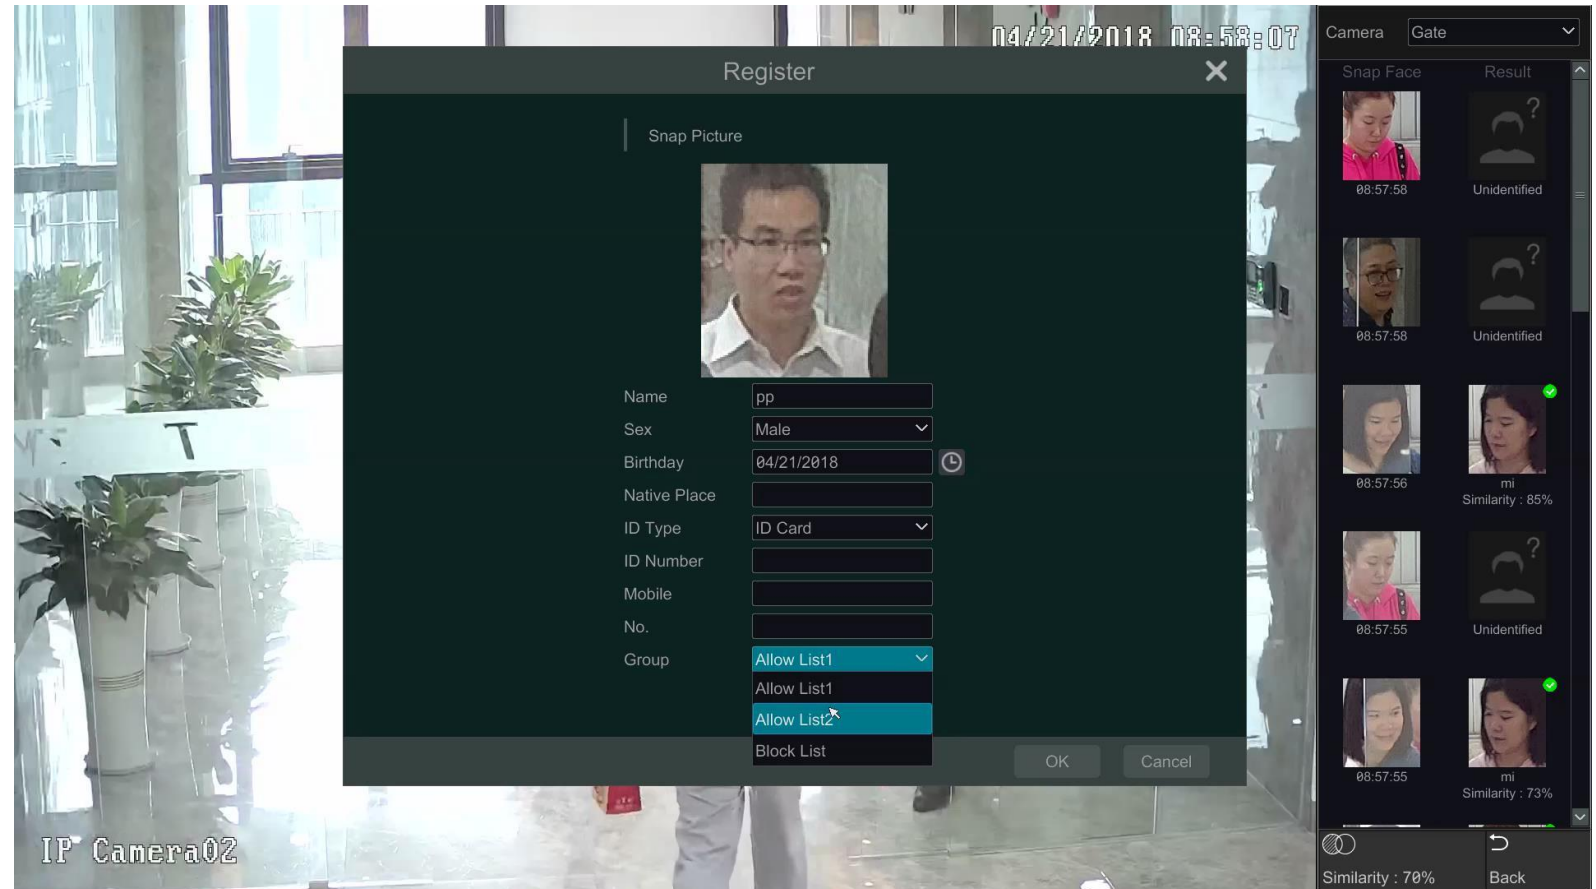 04/21/2018 08:58:07
Camera Gate
Register
Snap Face Result
Snap Picture
08:57:58 Unidentified
08:57:58 Unidentified
Name pp
Sex Male
Birthday 04/21/2018
Native Place
ID Type ID Card
ID Number
Mobile
No.
Group Allow List1
Allow List1
Allow List2
Block List
OK Cancel
08:57:56 mi
Similarity : 85%
08:57:55 Unidentified
08:57:55 mi
Similarity : 73%
IP Camera02
Similarity : 70% Back